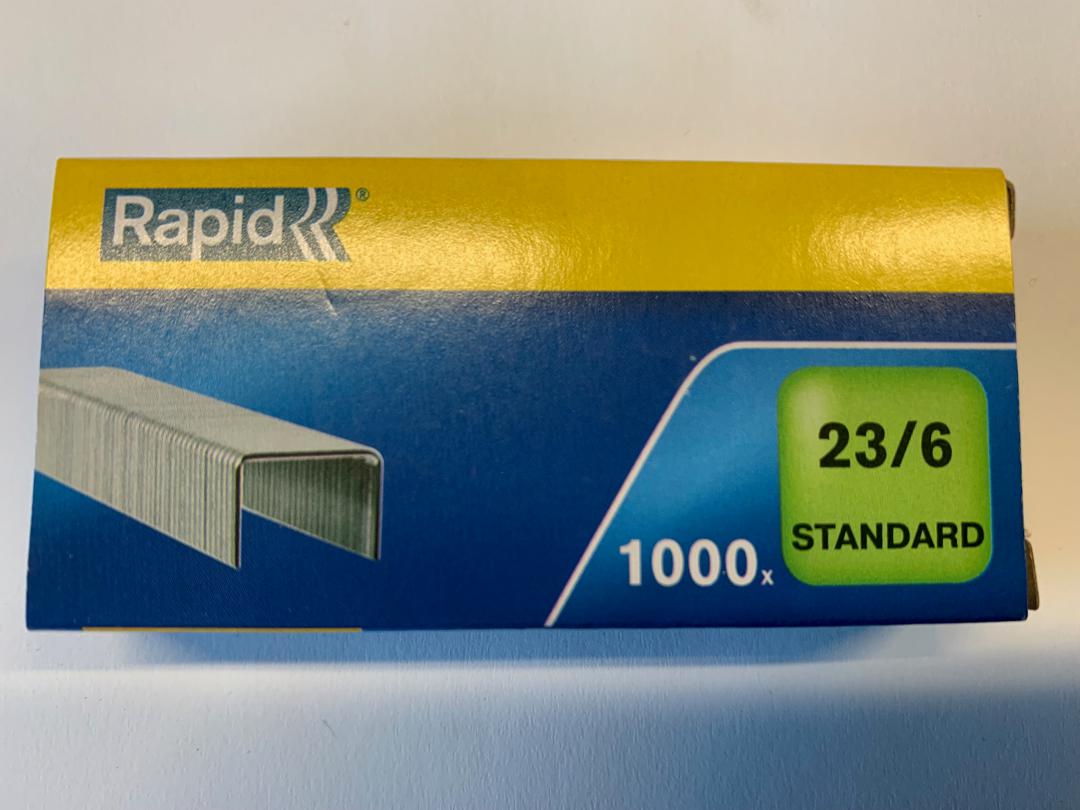 Rapid®
23/6
STANDARD
1000x